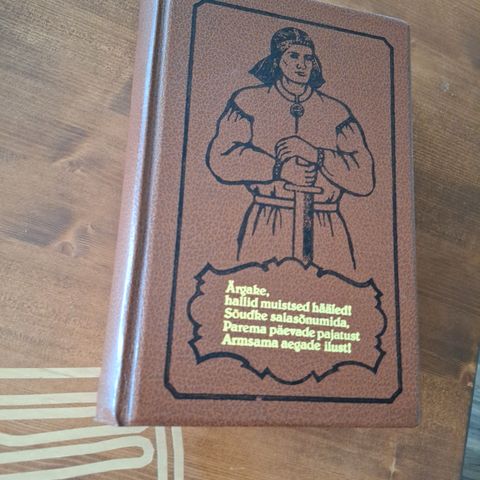 Ärgake,
hallid muistsed hääled!
Sõudke salasõnumida,
Parema päevade pajatust
Armsama aegade ilust!